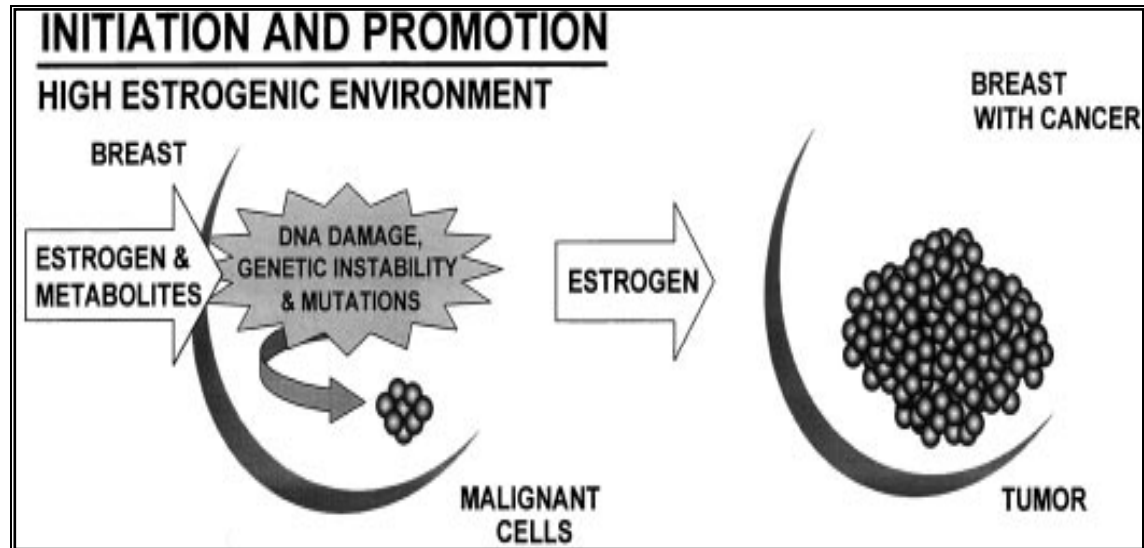 INITIATION AND PROMOTION
HIGH ESTROGENIC ENVIRONMENT
BREAST
ESTROGEN &
METABOLITES
DNA DAMAGE,
GENETIC INSTABILITY
& MUTATIONS
MALIGNANT
CELLS
ESTROGEN
BREAST
WITH CANCER
TUMOR